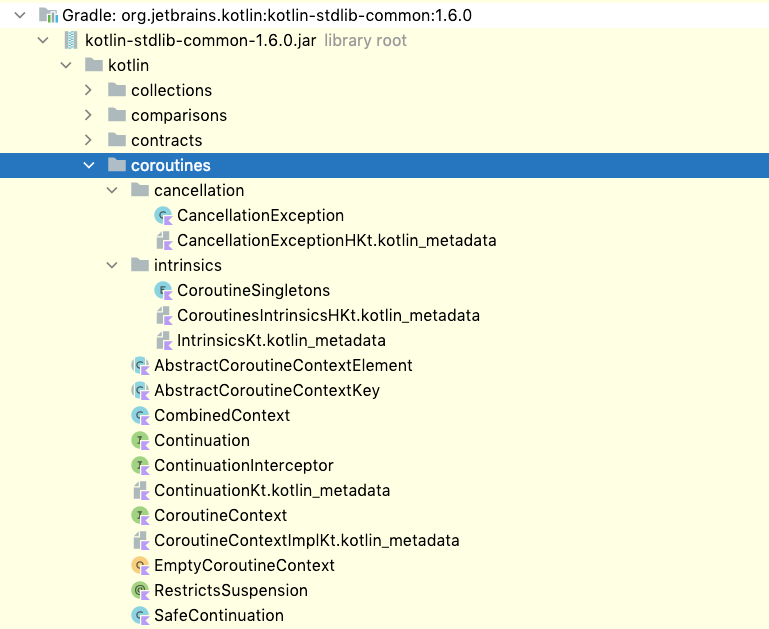 Gradle: org.jetbrains.kotlin:kotlin-stdlib-common:1.6.0
kotlin-stdlib-common-1.6.0.jar library root
kotlin
collections
comparisons
contracts
coroutines
cancellation
CancellationException
CancellationExceptionHKt.kotlin_metadata
intrinsics
CoroutineSingletons
CoroutinesIntrinsicsHKt.kotlin_metadata
IntrinsicsKt.kotlin_metadata
AbstractCoroutineContextElement
AbstractCoroutineContextKey
CombinedContext
Continuation
ContinuationInterceptor
ContinuationKt.kotlin_metadata
CoroutineContext
CoroutineContextImplKt.kotlin_metadata
EmptyCoroutineContext
RestrictsSuspension
SafeContinuation